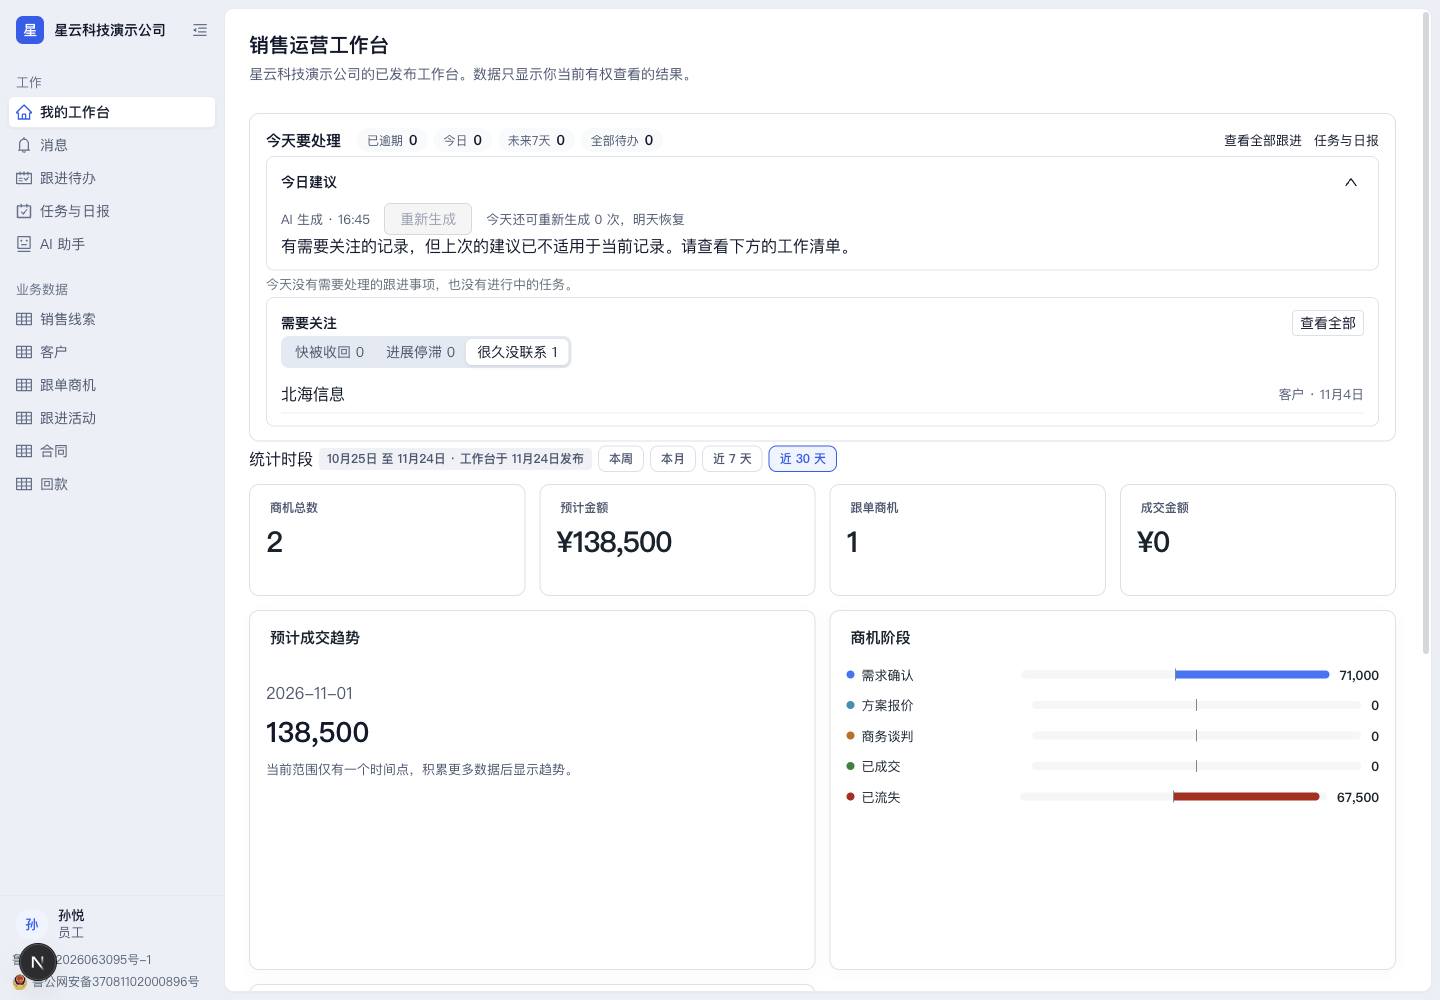 星 星云科技演示公司
工作
我的工作台
消息
跟进待办
任务与日报
AI 助手
业务数据
销售线索
客户
跟单商机
跟进活动
合同
回款
孙 孙悦
员工
2026063095号-1
公网安备37081102000896号
N
销售运营工作台
星云科技演示公司的已发布工作台。数据只显示你当前有权查看的结果。
今天要处理 已逾期 0 今日 0 未来7天 0 全部待办 0 查看全部跟进 任务与日报
今日建议
AI 生成 · 16:45 重新生成 今天还可重新生成 0 次，明天恢复
有需要关注的记录，但上次的建议已不适用于当前记录。请查看下方的工作清单。
今天没有需要处理的跟进事项，也没有进行中的任务。
需要关注 查看全部
快被收回 0 进展停滞 0 很久没联系 1
北海信息 客户 · 11月4日
统计时段 10月25日 至 11月24日 · 工作台于 11月24日发布 本周 本月 近 7 天 近 30 天
商机总数
2
预计金额
¥138,500
跟单商机
1
成交金额
¥0
预计成交趋势
2026-11-01
138,500
当前范围仅有一个时间点，积累更多数据后显示趋势。
商机阶段
需求确认 71,000
方案报价 0
商务谈判 0
已成交 0
已流失 67,500